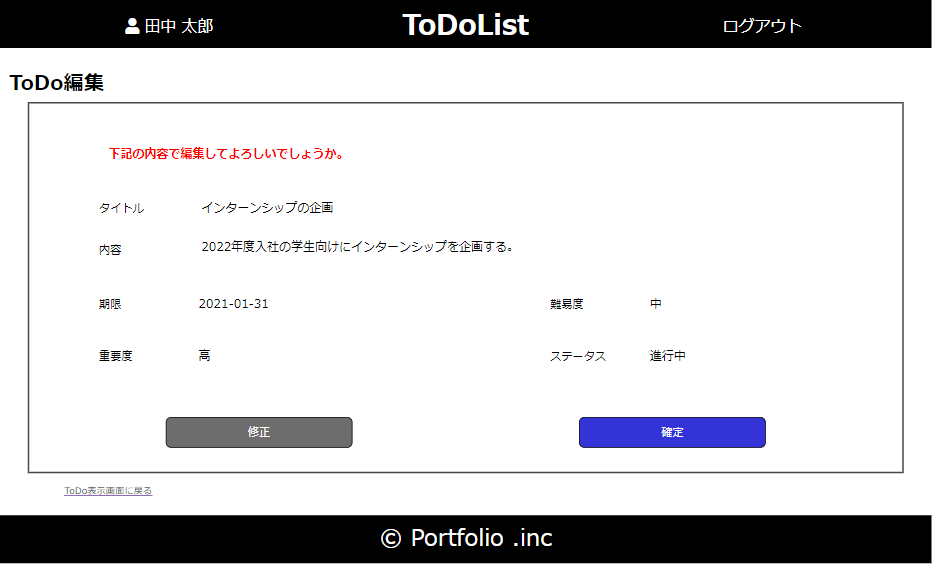 田中 太郎
ToDoList
ログアウト
ToDo編集
下記の内容で編集してよろしいでしょうか。
タイトル インターンシップの企画
内容 2022年度入社の学生向けにインターンシップを企画する。
期限 2021-01-31 難易度 中
重要度 高 ステータス 進行中
修正 確定
ToDo表示画面に戻る
© Portfolio .inc